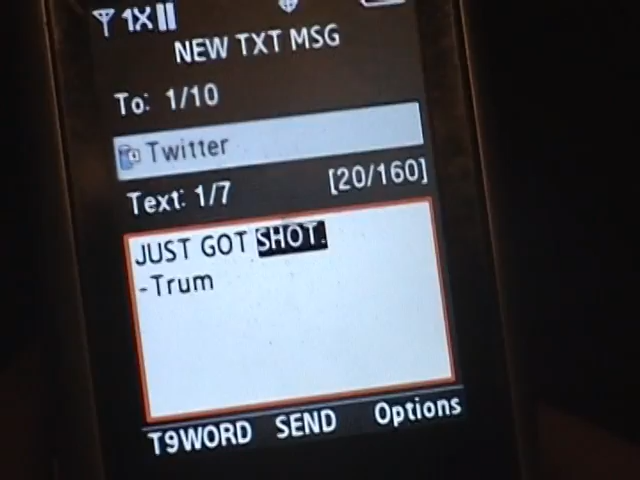 1X
NEW TXT MSG
To: 1/10
Twitter
Text: 1/7 [20/160]
JUST GOT SHOT.
-Trum
T9WORD SEND Options